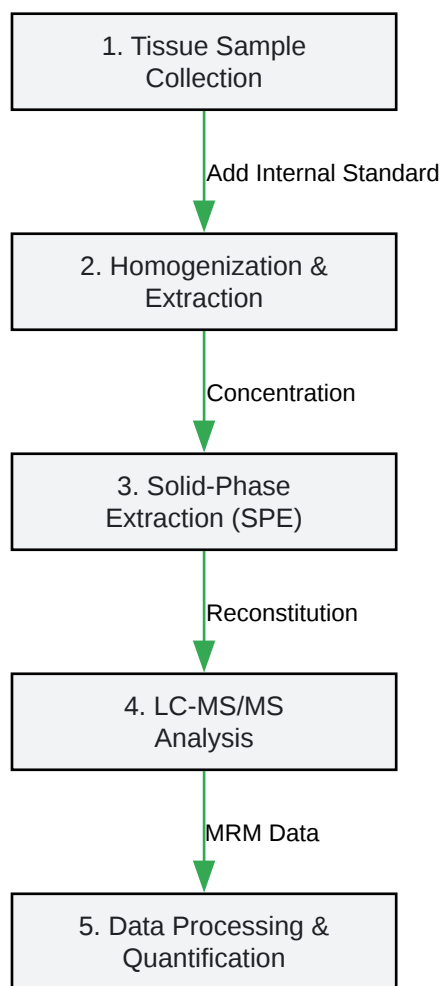 1. Tissue Sample
Collection
Add Internal Standard
2. Homogenization &
Extraction
Concentration
3. Solid-Phase
Extraction (SPE)
Reconstitution
4. LC-MS/MS
Analysis
MRM Data
5. Data Processing &
Quantification